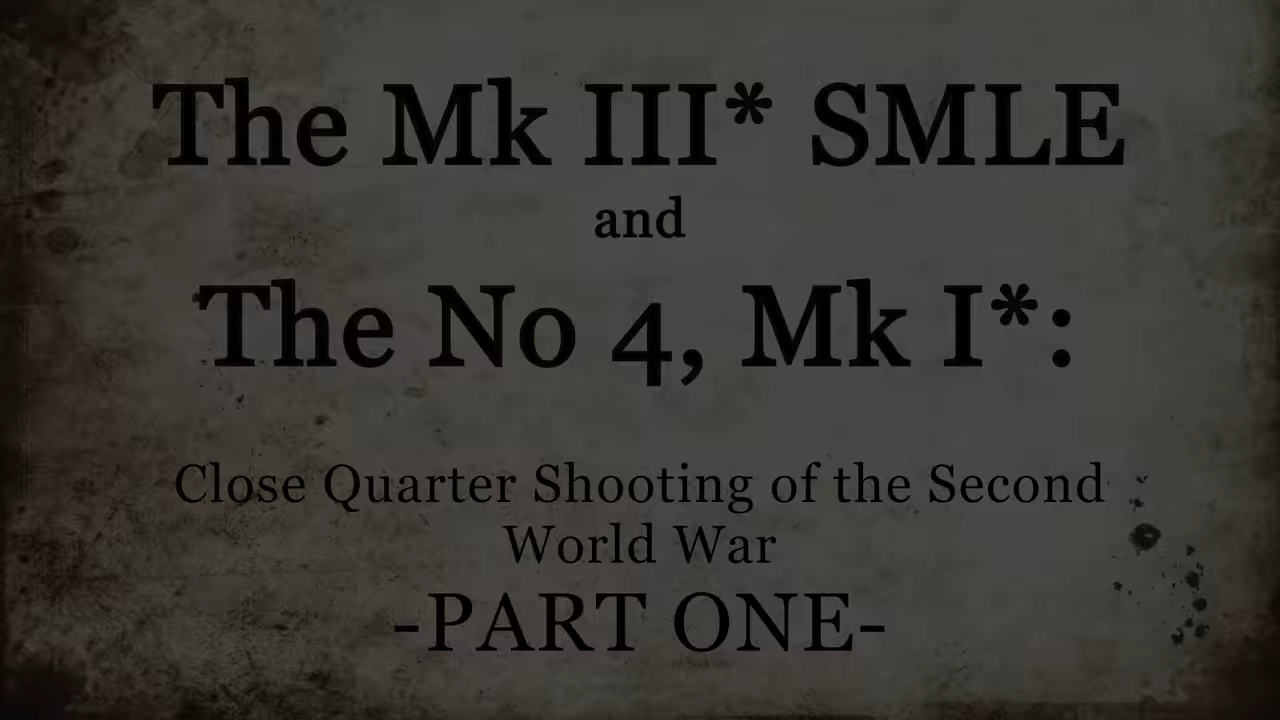 The Mk III* SMLE
and
The No 4, Mk I*:
Close Quarter Shooting of the Second
World War
-PART ONE-